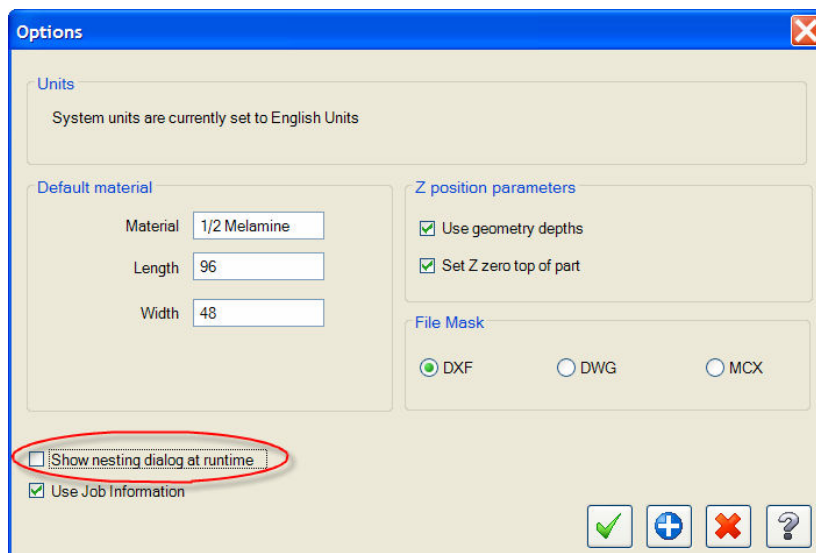 Options
Units
System units are currently set to English Units
Default material
Material 1/2 Melamine
Length 96
Width 48
Z position parameters
Use geometry depths
Set Z zero top of part
File Mask
DXF DWG MCX
Show nesting dialog at runtime
Use Job Information